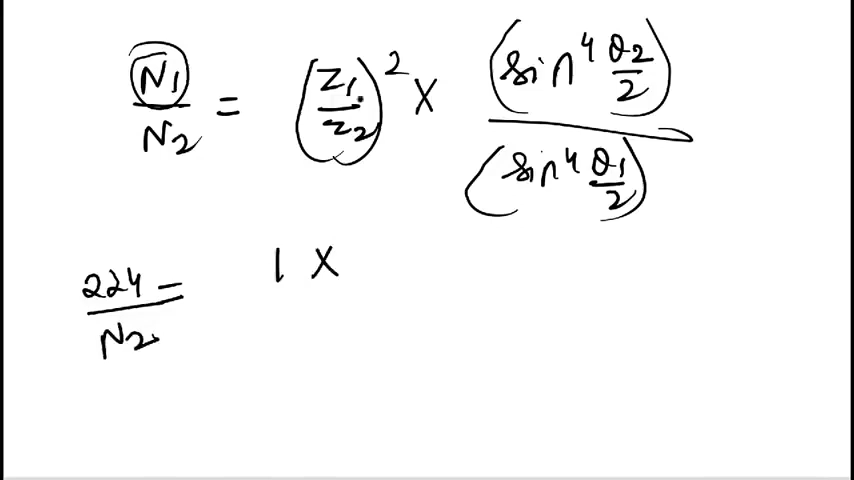 N1/N2 = (Z1/Z2)^2 × (sin^4 θ2/2)/(sin^4 θ1/2)
224/N2 = 1 ×